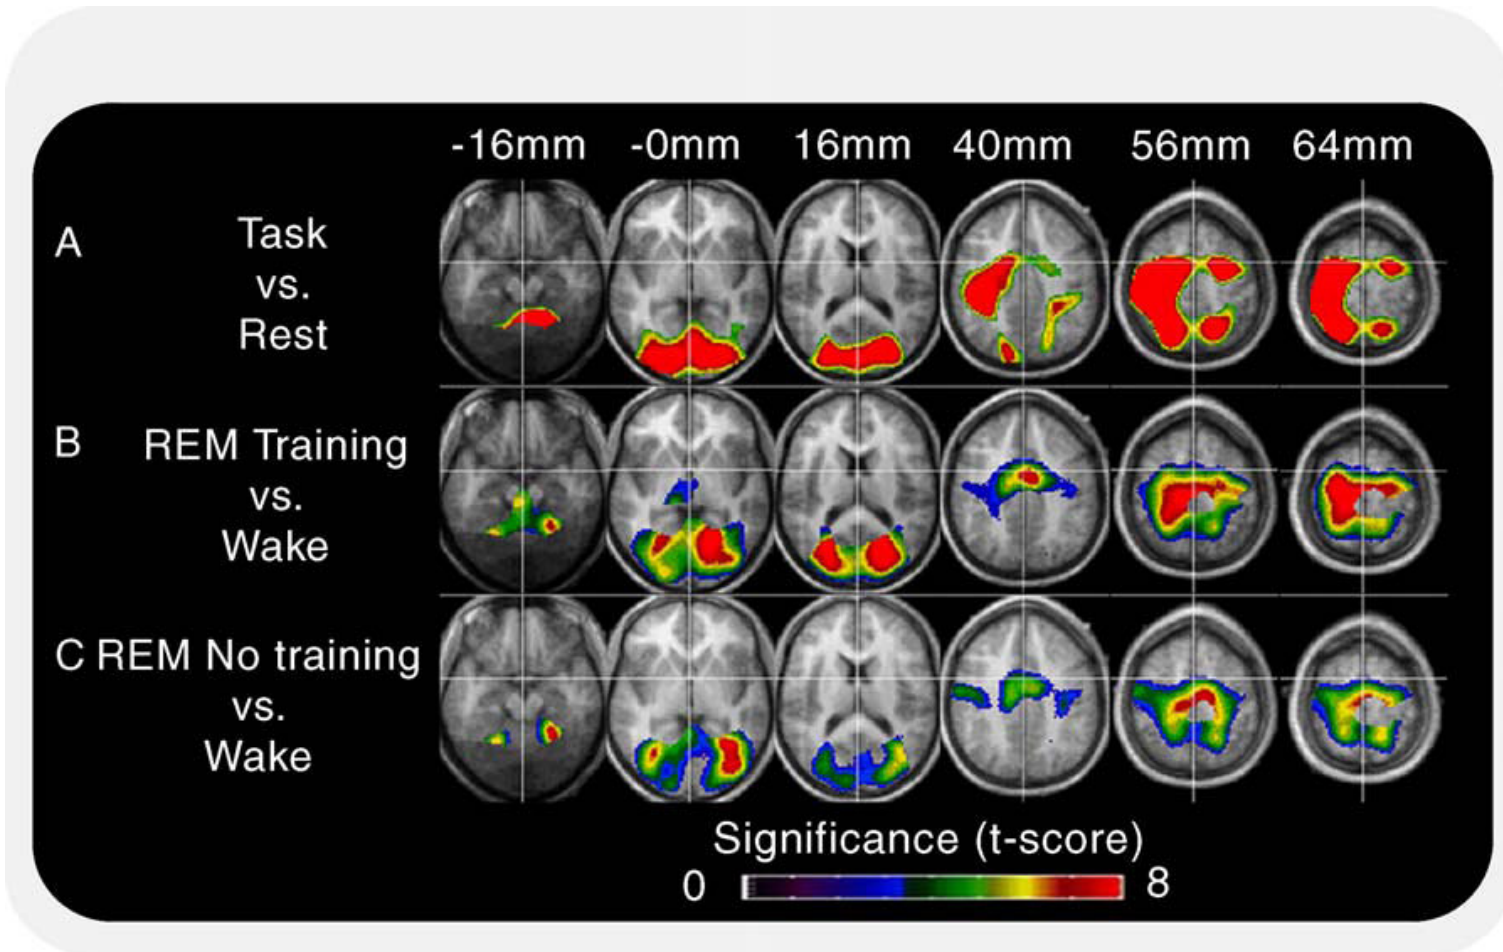 -16mm -0mm 16mm 40mm 56mm 64mm
A Task
vs.
Rest
B REM Training
vs.
Wake
C REM No training
vs.
Wake
Significance (t-score)
0 8